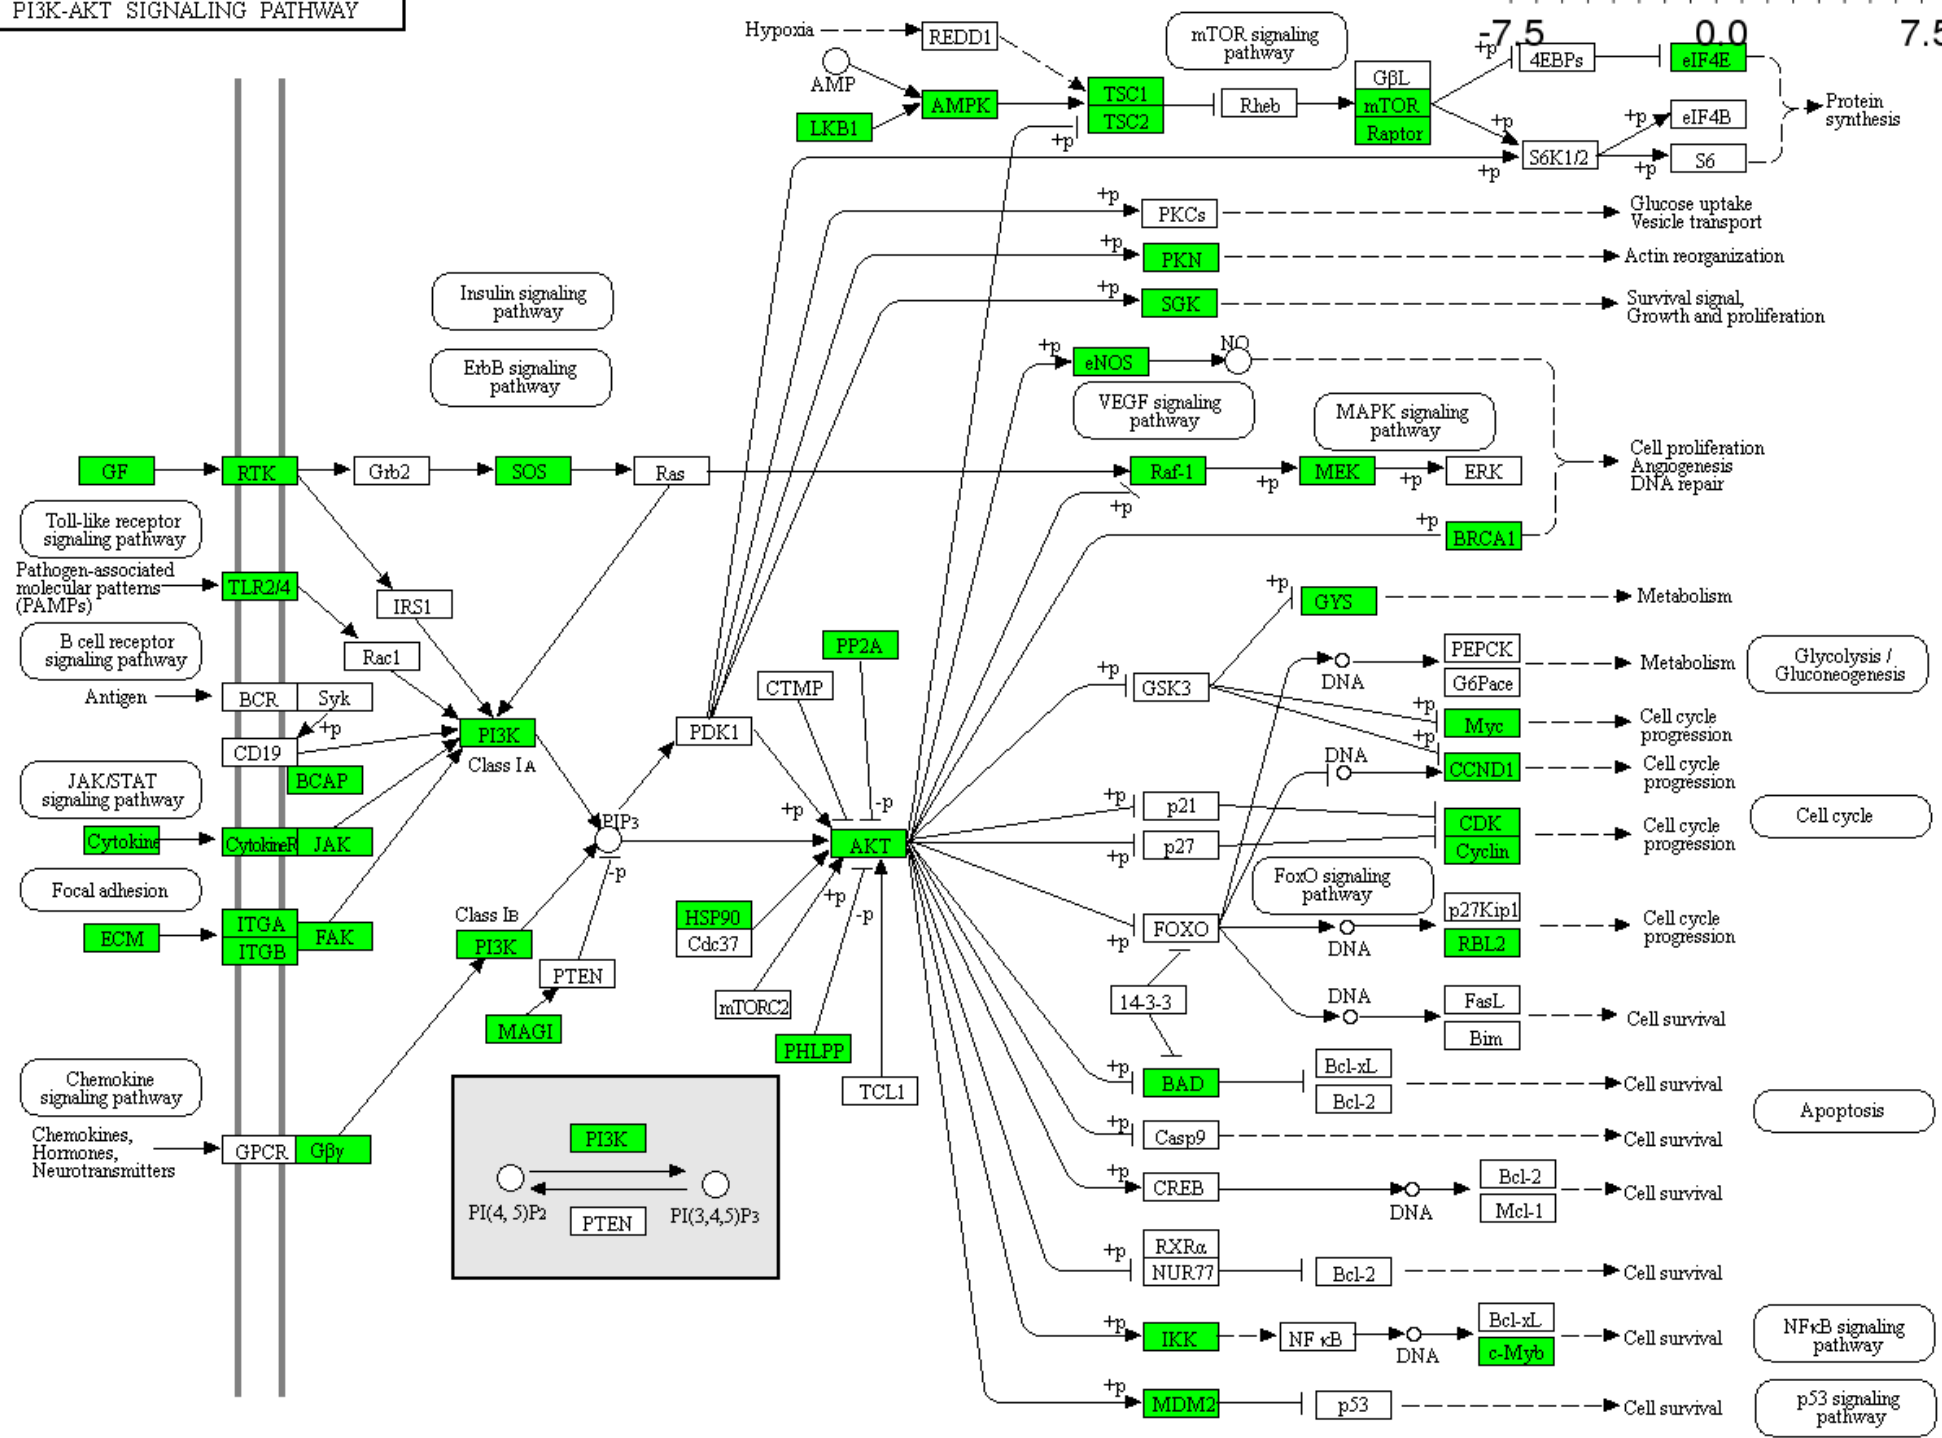 PI3K-AKT SIGNALING PATHWAY
-7.5 0.0 7.5
Hypoxia
REDD1
mTOR signaling
pathway
AMP
LKB1
AMPK
TSC1
TSC2
+p
Rheb
GβL
mTOR
Raptor
+p
4EBPs
eIF4E
+p
S6K1/2
+p
+p
eIF4B
+p
S6
Protein
synthesis
+p
PKCs
Glucose uptake
Vesicle transport
+p
PKN
Actin reorganization
+p
SGK
Survival signal,
Growth and proliferation
Insulin signaling
pathway
ErbB signaling
pathway
+p
eNOS
NO
VEGF signaling
pathway
MAPK signaling
pathway
GF
RTK
Grb2
SOS
Ras
Raf-1
+p
MEK
+p
ERK
+p
Cell proliferation
Angiogenesis
DNA repair
+p
BRCA1
Toll-like receptor
signaling pathway
Pathogen-associated
molecular patterns
(PAMPs)
TLR2/4
IRS1
Rac1
B cell receptor
signaling pathway
Antigen
BCR
Syk
+p
CD19
BCAP
PI3K
Class IA
JAK/STAT
signaling pathway
Cytokine
CytokineR
JAK
Focal adhesion
ECM
ITGA
ITGB
FAK
Class IB
PI3K
PIP3
-p
PTEN
MAGI
PDK1
CTMP
PP2A
+p
-p
AKT
HSP90
Cdc37
+p
-p
mTORC2
PHLPP
TCL1
Chemokine
signaling pathway
Chemokines,
Hormones,
Neurotransmitters
GPCR
Gβγ
PI3K
PI(4, 5)P2
PI(3,4,5)P3
PTEN
+p
GYS
Metabolism
+p
GSK3
DNA
PEPCK
G6Pace
Metabolism
Glycolysis /
Gluconeogenesis
+p
Myc
Cell cycle
progression
+p
DNA
CCND1
Cell cycle
progression
+p
p21
p27
+p
CDK
Cyclin
Cell cycle
progression
Cell cycle
FoxO signaling
pathway
FOXO
+p
DNA
p27Kip1
RBL2
Cell cycle
progression
14-3-3
DNA
FasL
Bim
Cell survival
+p
BAD
Bcl-xL
Bcl-2
Cell survival
Apoptosis
+p
Casp9
Cell survival
+p
CREB
DNA
Bcl-2
Mcl-1
Cell survival
+p
RXRα
NUR77
Bcl-2
Cell survival
+p
IKK
NFκB
DNA
Bcl-xL
c-Myb
Cell survival
NFκB signaling
pathway
+p
MDM2
p53
Cell survival
p53 signaling
pathway